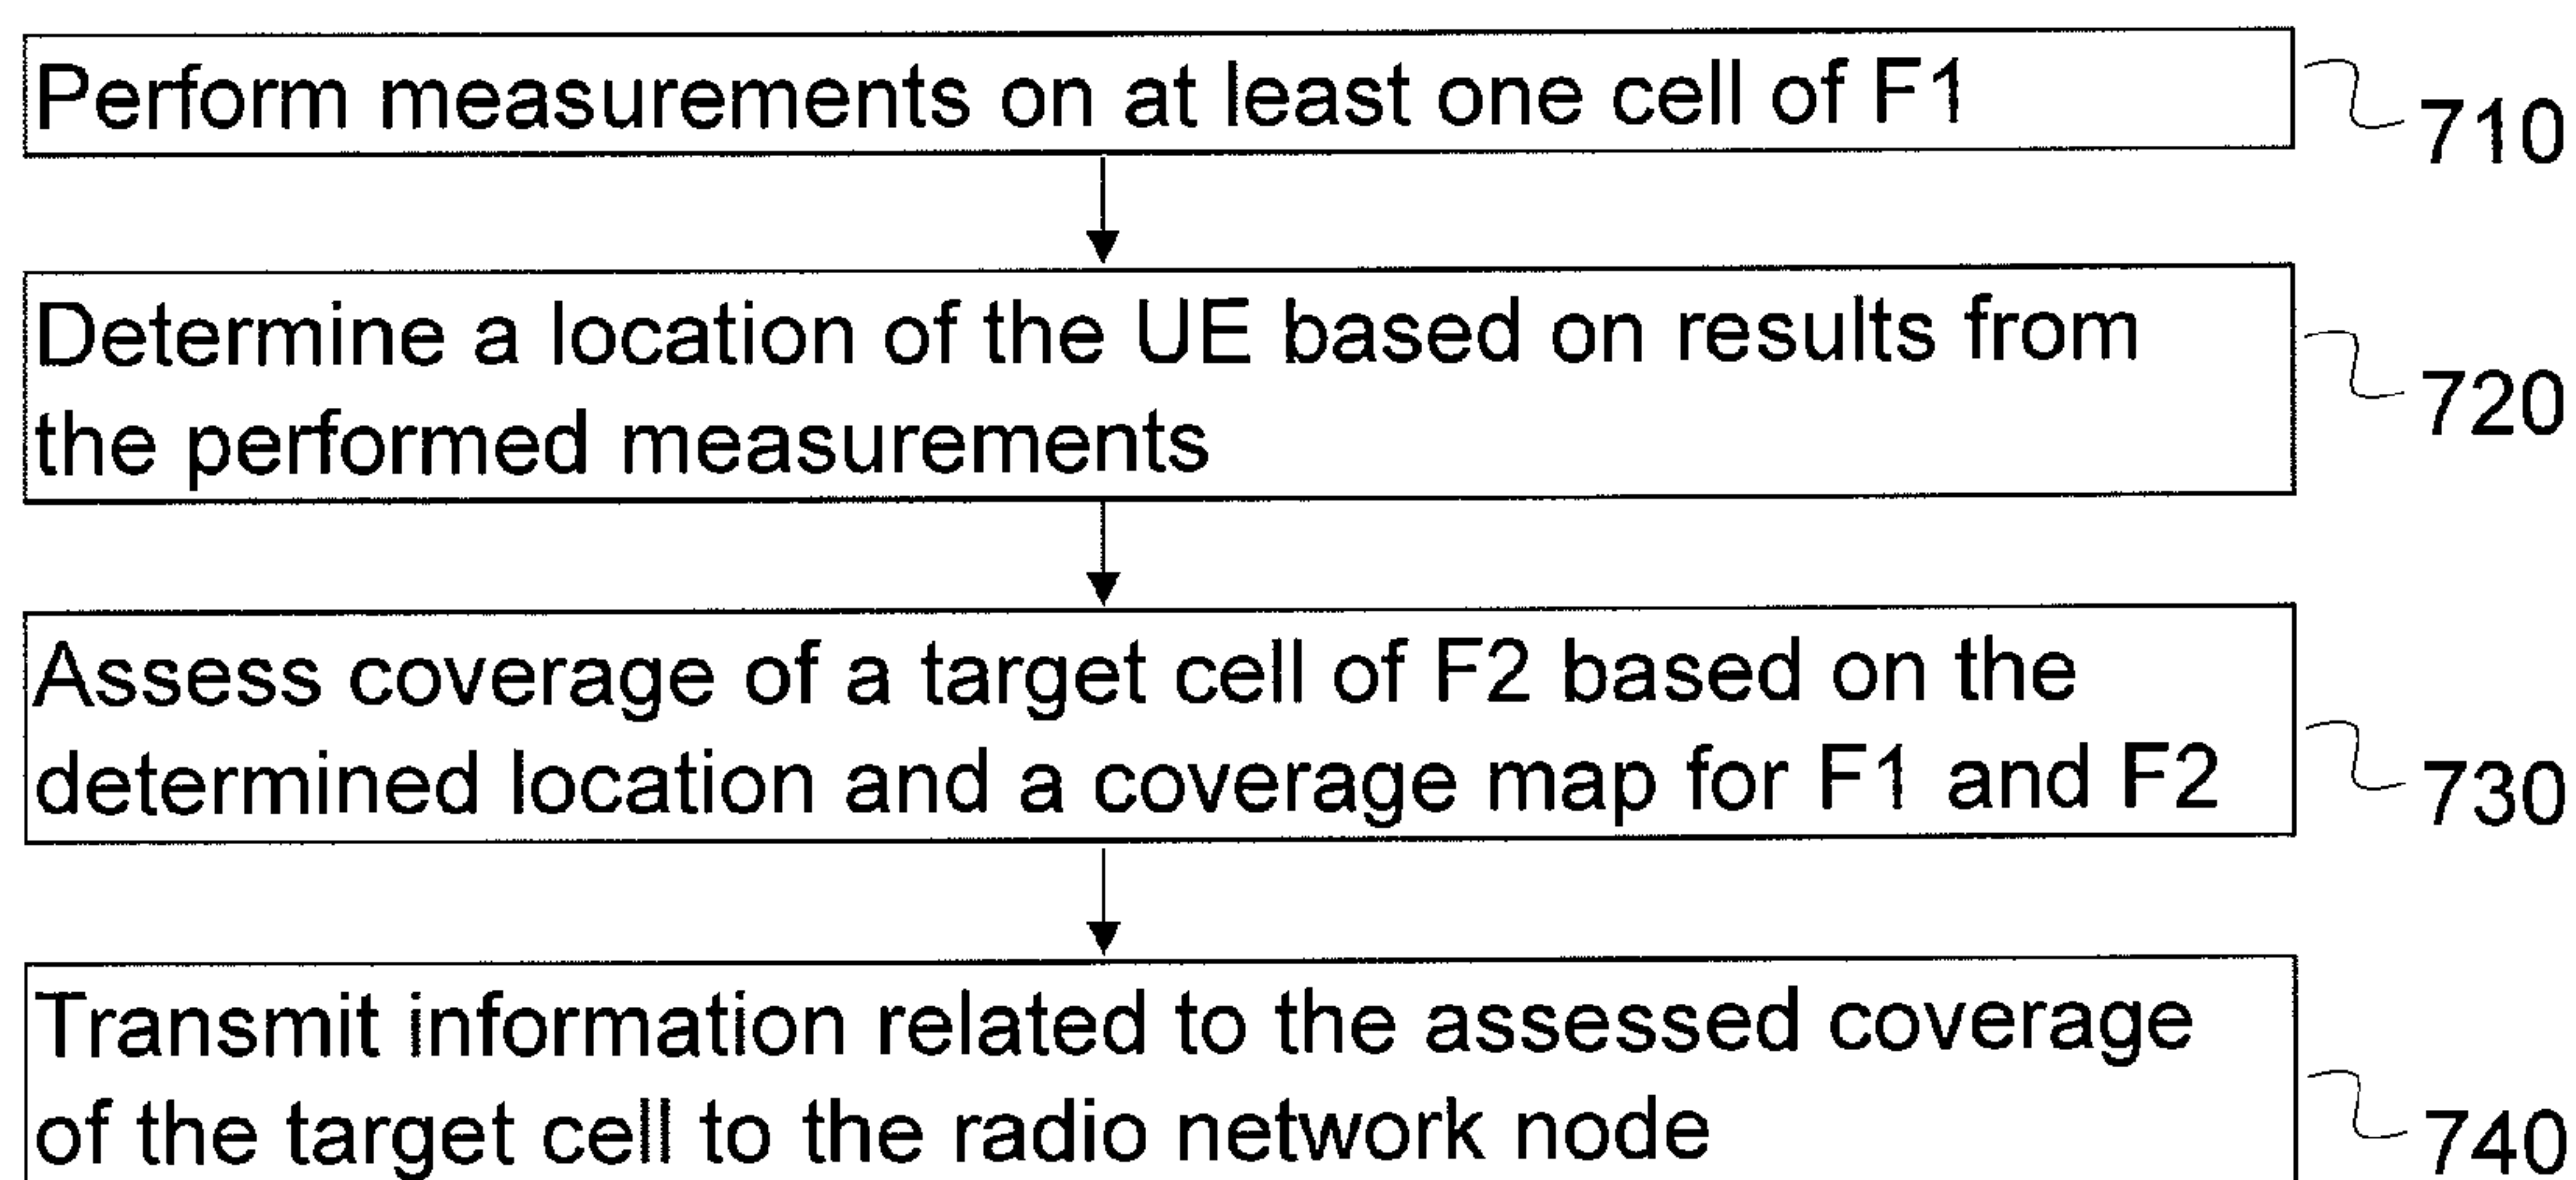 Perform measurements on at least one cell of F1
710
Determine a location of the UE based on results from
the performed measurements
720
Assess coverage of a target cell of F2 based on the
determined location and a coverage map for F1 and F2
730
Transmit information related to the assessed coverage
of the target cell to the radio network node
740